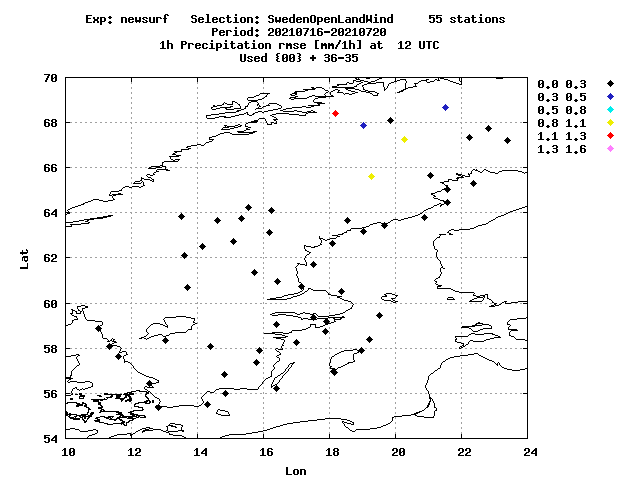 Exp: newsurf   Selection: SwedenOpenLandWind     55 stations
Period: 20210716-20210720
1h Precipitation rmse [mm/1h] at  12 UTC
Used {00} + 36-35
70
68
66
64
62
60
58
56
54
Lat
10 12 14 16 18 20 22 24
Lon
0.0 0.3
0.3 0.5
0.5 0.8
0.8 1.1
1.1 1.3
1.3 1.6